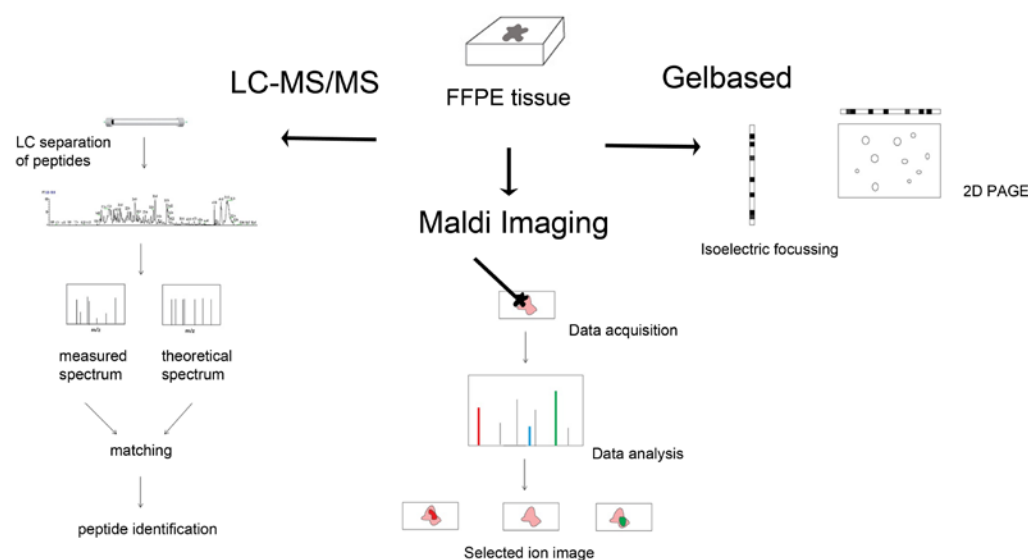 FFPE tissue
LC-MS/MS
Gelbased
LC separation
of peptides
m/z
m/z
measured
spectrum
theoretical
spectrum
matching
peptide identification
Maldi Imaging
Data acquisition
Data analysis
Selected ion image
Isoelectric focussing
2D PAGE